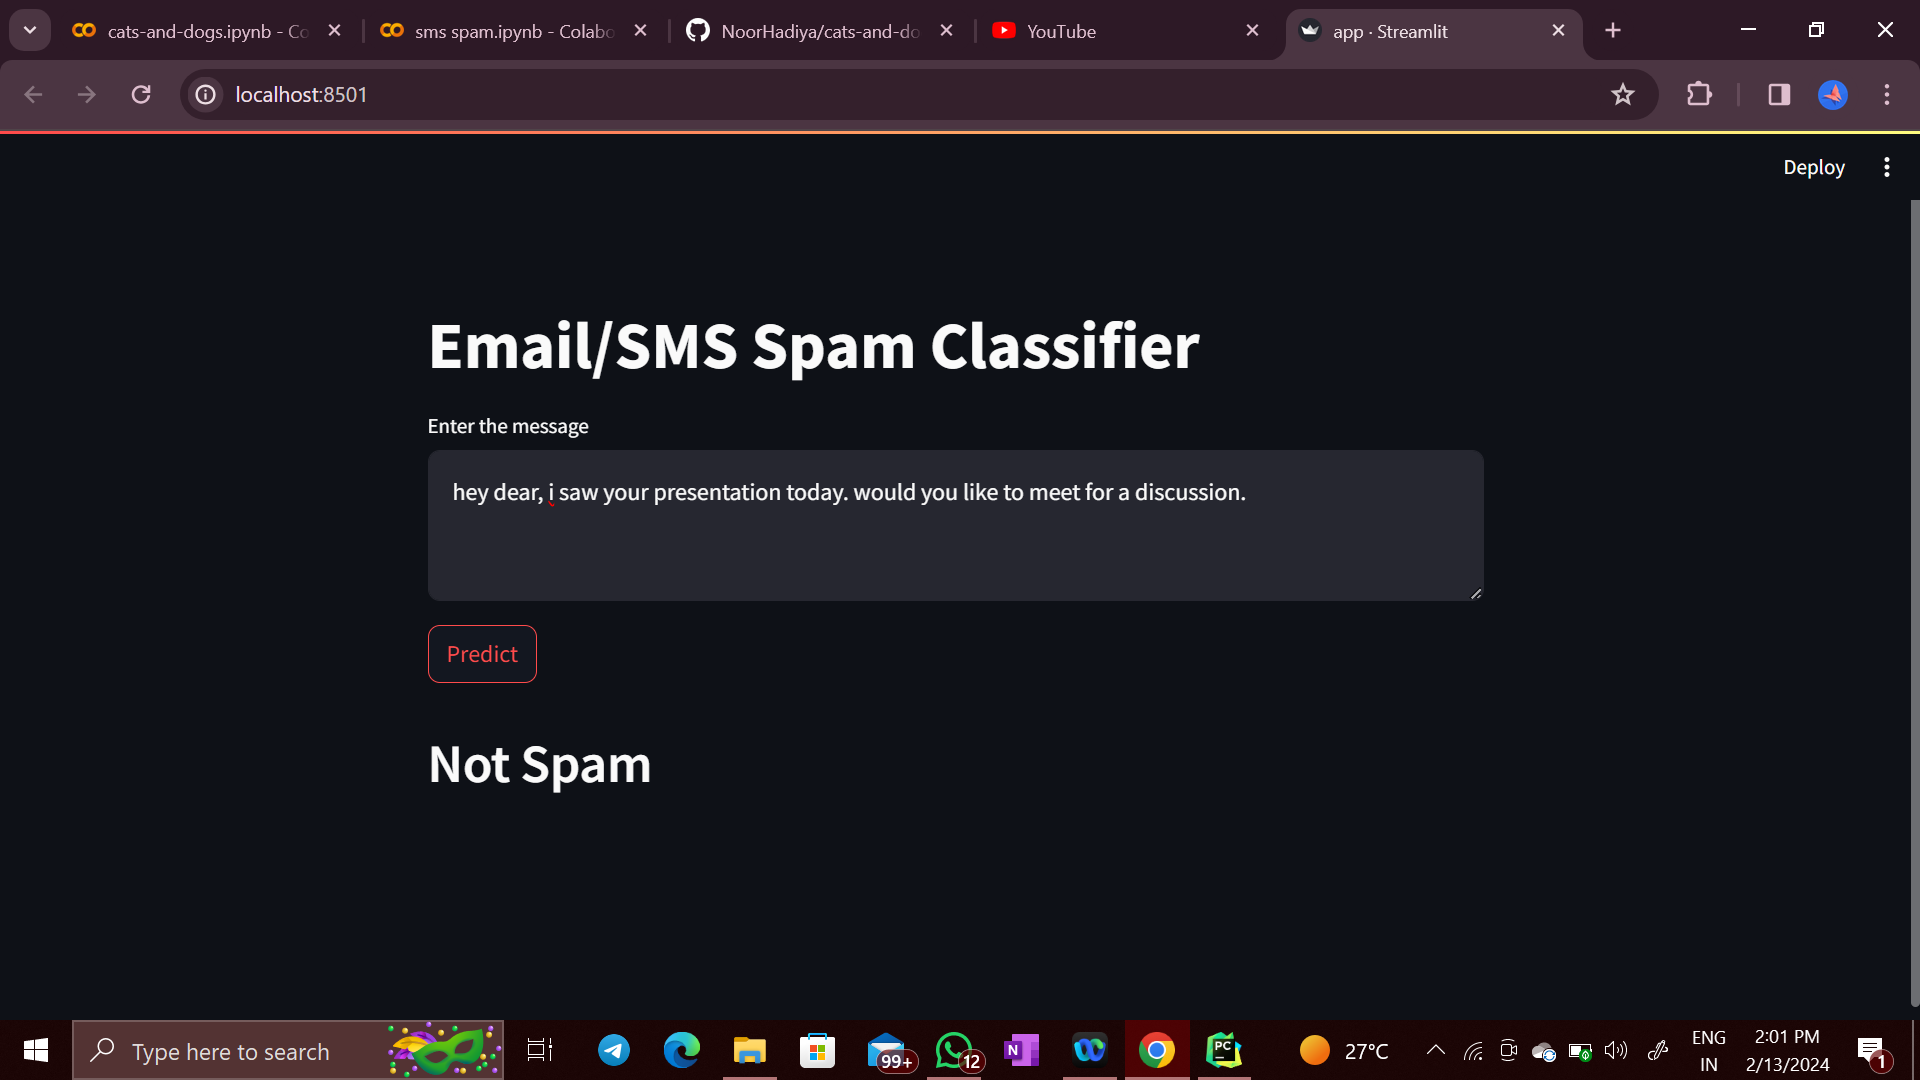 cats-and-dogs.ipynb - Co
sms spam.ipynb - Colabo
NoorHadiya/cats-and-do
YouTube
app · Streamlit
localhost:8501
Deploy
Email/SMS Spam Classifier
Enter the message
hey dear, i saw your presentation today. would you like to meet for a discussion.
Predict
Not Spam
Type here to search
99+
12
N
PC
27°C
ENG
IN
2:01 PM
2/13/2024
1